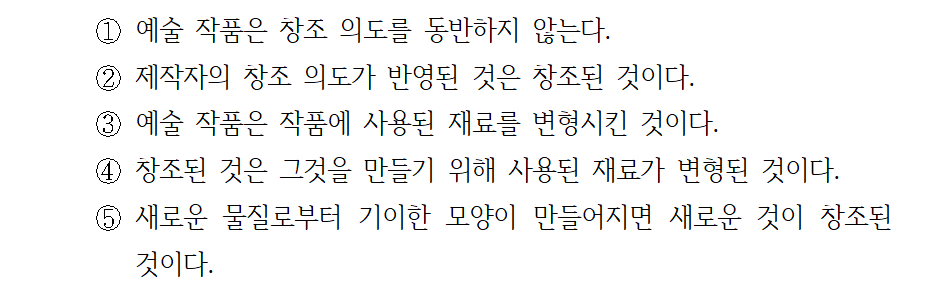 ① 예술 작품은 창조 의도를 동반하지 않는다.
② 제작자의 창조 의도가 반영된 것은 창조된 것이다.
③ 예술 작품은 작품에 사용된 재료를 변형시킨 것이다.
④ 창조된 것은 그것을 만들기 위해 사용된 재료가 변형된 것이다.
⑤ 새로운 물질로부터 기이한 모양이 만들어지면 새로운 것이 창조된
것이다.